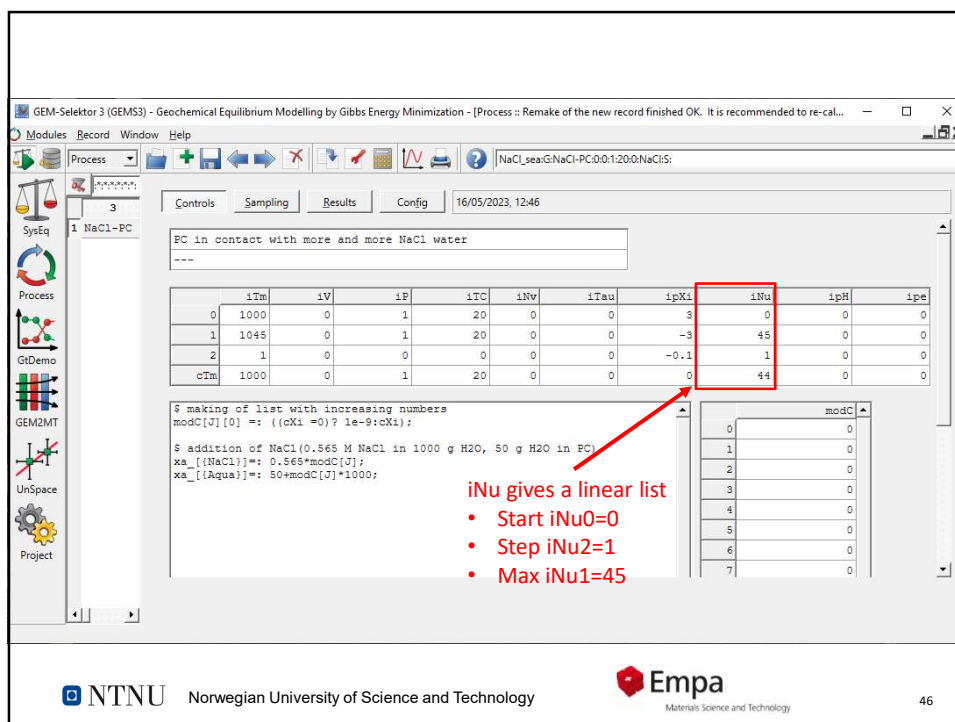 GEM-Selektor 3 (GEMS3) - Geochemical Equilibrium Modelling by Gibbs Energy Minimization - [Process :: Remake of the new record finished OK. It is recommended to re-cal...
Modules Record Window Help
Process
NaCl_sea:G:NaCl-PC:0:0:1:20:0:NaCl:S:
SysEq
Process
GtDemo
GEM2MT
UnSpace
Project
3
1 NaCl-PC
Controls Sampling Results Config 16/05/2023, 12:46
PC in contact with more and more NaCl water
---
iTm iV iP iTC iNv iTau ipXi iNu ipH ipe
0 1000 0 1 20 0 0 3 0 0 0
1 1045 0 1 20 0 0 -3 45 0 0
2 1 0 0 0 0 0 -0.1 1 0 0
cTm 1000 0 1 20 0 0 0 44 0 0
$ making of list with increasing numbers
modC[J][0] =: ((cXi =0)? 1e-9:cXi);
$ addition of NaCl(0.565 M NaCl in 1000 g H2O, 50 g H2O in PC)
xa_[{NaCl}]=: 0.565*modC[J];
xa_[{Aqua}]=: 50+modC[J]*1000;
modC
0 0
1 0
2 0
3 0
4 0
5 0
6 0
7 0
iNu gives a linear list
• Start iNu0=0
• Step iNu2=1
• Max iNu1=45
NTNU Norwegian University of Science and Technology
Empa
Materials Science and Technology
46